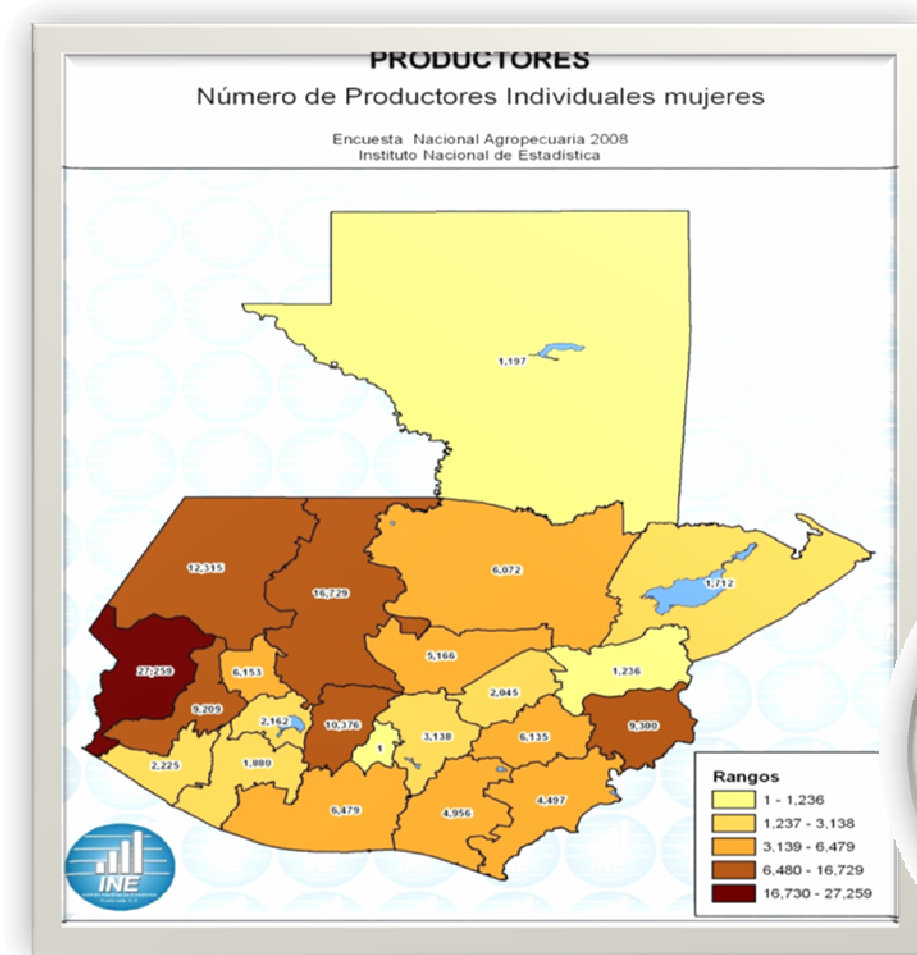 PRODUCTORES
Número de Productores Individuales mujeres
Encuesta Nacional Agropecuaria 2008
Instituto Nacional de Estadística
1,197
12,315
6,072
1,712
16,729
5,166
27,259
6,153
1,236
2,045
9,209
2,162
10,376
3,138
6,135
9,300
1
2,225
1,880
6,479
4,956
4,497
Rangos
1 - 1,236
1,237 - 3,138
3,139 - 6,479
6,480 - 16,729
16,730 - 27,259
INE